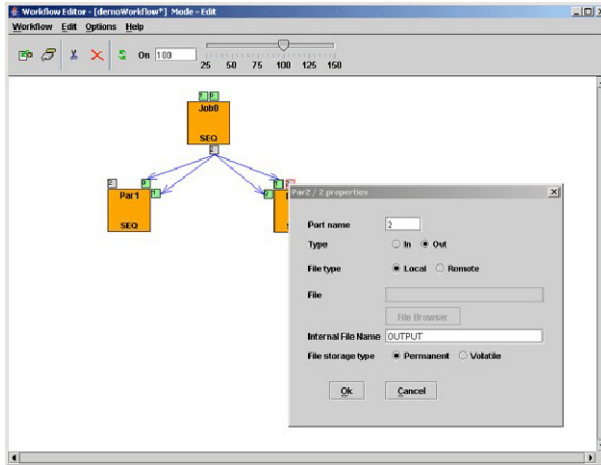 Workflow Editor - [demoWorkflow*] Mode - Edit
Workflow Edit Options Help
On 100
25 50 75 100 125 150
Job0
SEQ
Par1
SEQ
Par2 / 2 properties
Port name 2
Type In Out
File type Local Remote
File
File Browser
Internal File Name OUTPUT
File storage type Permanent Volatile
Ok Cancel